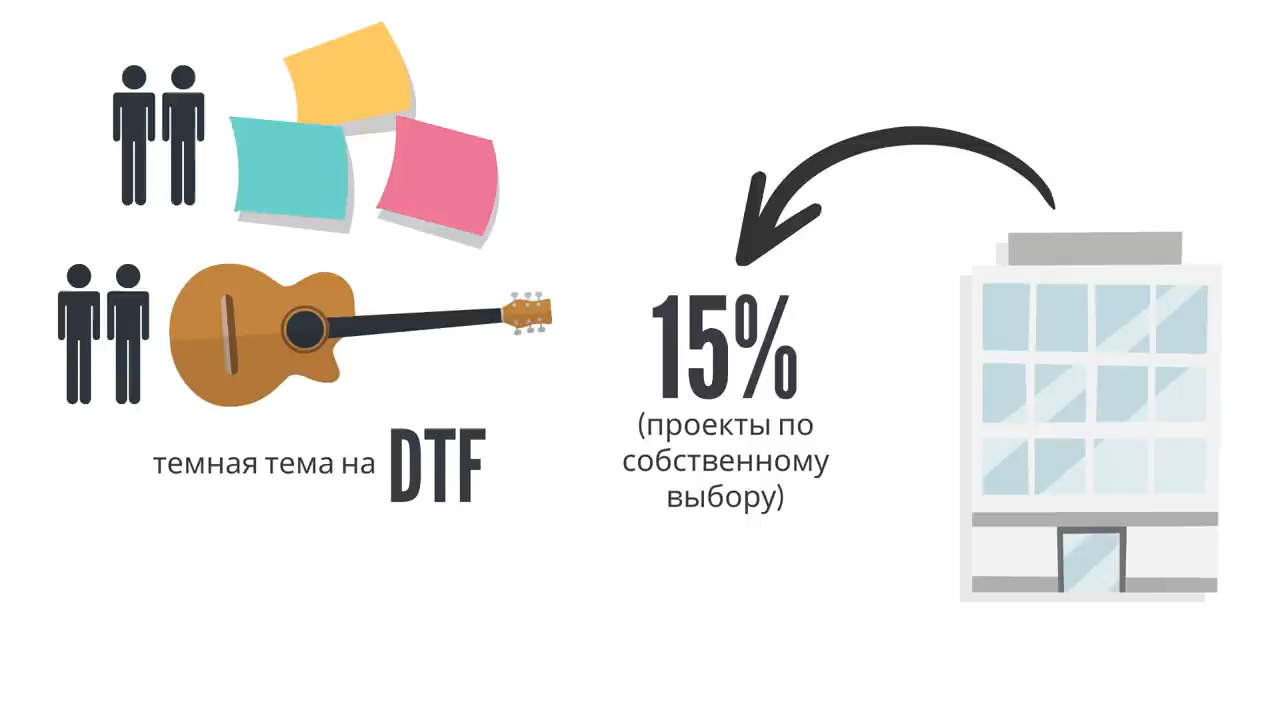 темная тема на DTF
15%
(проекты по
собственному
выбору)